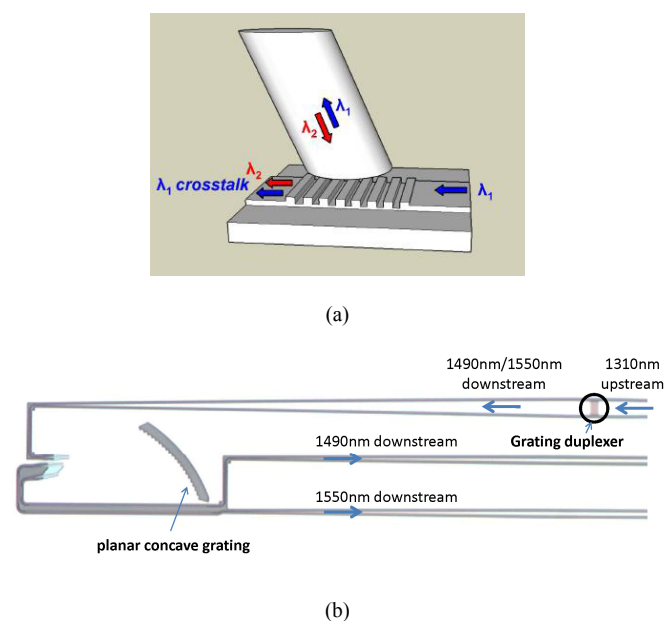 λ1
λ2
λ2
λ1 crosstalk
λ1
(a)
1490nm/1550nm
downstream
1310nm
upstream
Grating duplexer
1490nm downstream
1550nm downstream
planar concave grating
(b)